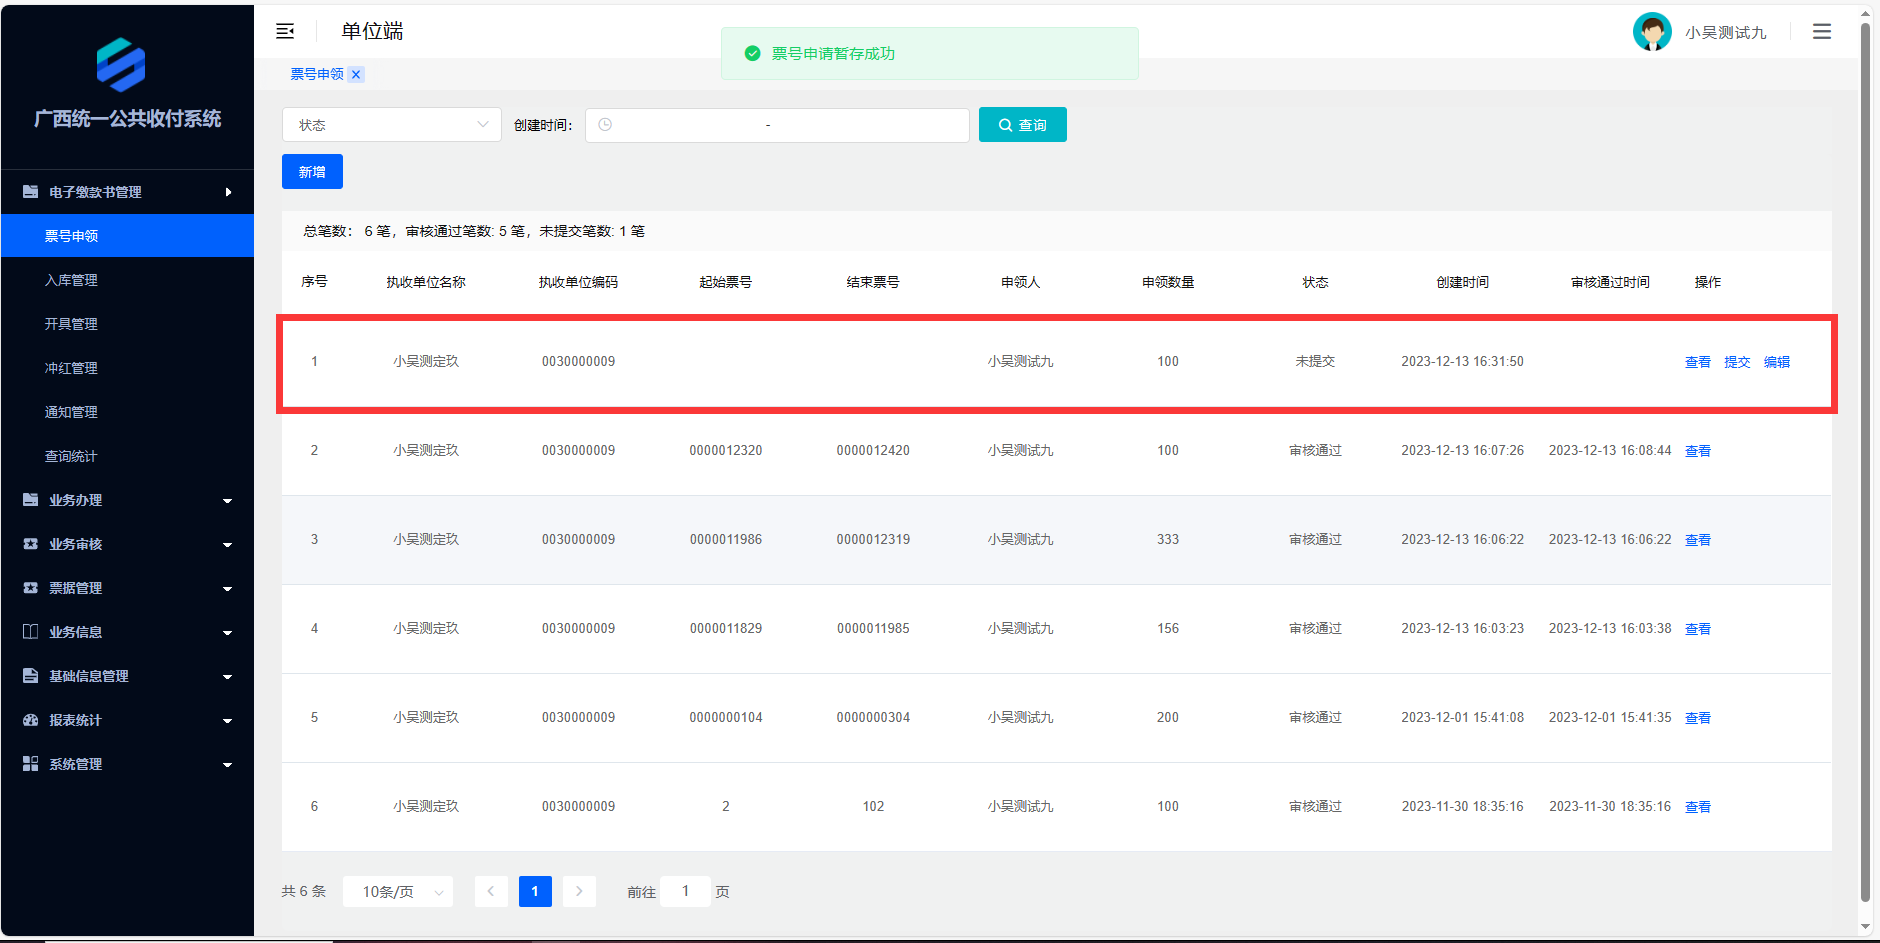 单位端
小吴测试九
票号申请暂存成功
广西统一公共收付系统
电子缴款书管理
票号申领
入库管理
开具管理
冲红管理
通知管理
查询统计
业务办理
业务审核
票据管理
业务信息
基础信息管理
报表统计
系统管理
票号申领
状态 创建时间: - 查询
新增
总笔数: 6 笔，审核通过笔数: 5 笔，未提交笔数: 1 笔
序号 执收单位名称 执收单位编码 起始票号 结束票号 申领人 申领数量 状态 创建时间 审核通过时间 操作
1 小吴测定玖 0030000009 小吴测试九 100 未提交 2023-12-13 16:31:50 查看 提交 编辑
2 小吴测定玖 0030000009 0000012320 0000012420 小吴测试九 100 审核通过 2023-12-13 16:07:26 2023-12-13 16:08:44 查看
3 小吴测定玖 0030000009 0000011986 0000012319 小吴测试九 333 审核通过 2023-12-13 16:06:22 2023-12-13 16:06:22 查看
4 小吴测定玖 0030000009 0000011829 0000011985 小吴测试九 156 审核通过 2023-12-13 16:03:23 2023-12-13 16:03:38 查看
5 小吴测定玖 0030000009 0000000104 0000000304 小吴测试九 200 审核通过 2023-12-01 15:41:08 2023-12-01 15:41:35 查看
6 小吴测定玖 0030000009 2 102 小吴测试九 100 审核通过 2023-11-30 18:35:16 2023-11-30 18:35:16 查看
共 6 条 10条/页 1 前往 1 页